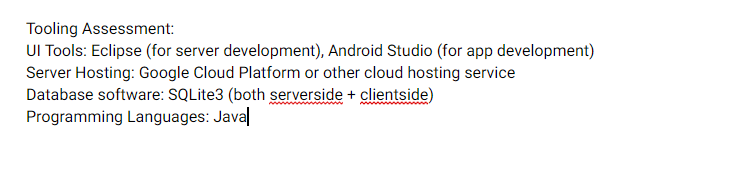 Tooling Assessment:
UI Tools: Eclipse (for server development), Android Studio (for app development)
Server Hosting: Google Cloud Platform or other cloud hosting service
Database software: SQLite3 (both serverside + clientside)
Programming Languages: Java